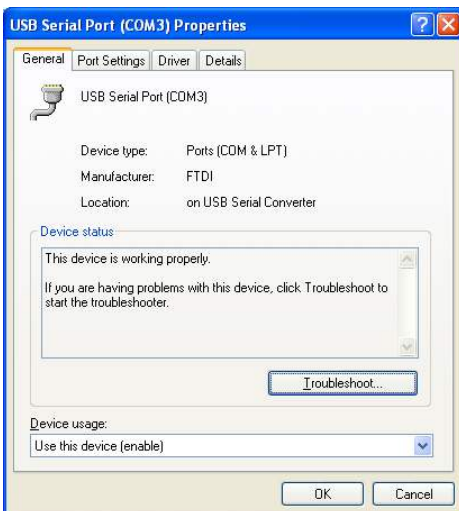 USB Serial Port (COM3) Properties
General Port Settings Driver Details
USB Serial Port (COM3)
Device type: Ports (COM & LPT)
Manufacturer: FTDI
Location: on USB Serial Converter
Device status
This device is working properly.
If you are having problems with this device, click Troubleshoot to
start the troubleshooter.
Troubleshoot...
Device usage:
Use this device (enable)
OK Cancel